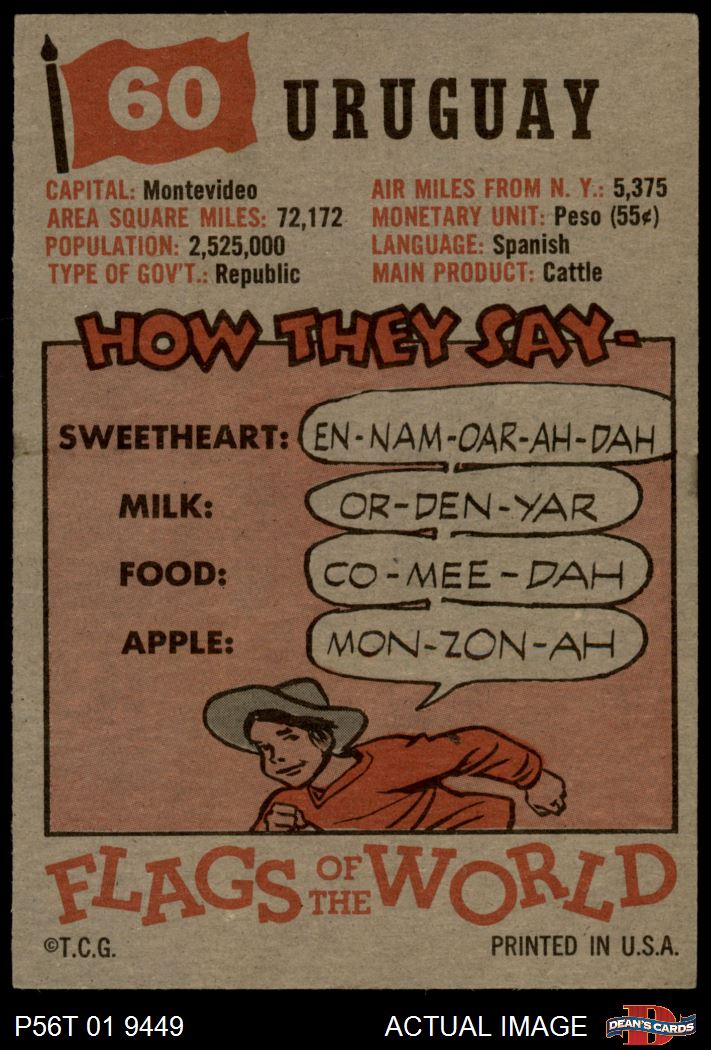 60 URUGUAY
CAPITAL: Montevideo
AREA SQUARE MILES: 72,172
POPULATION: 2,525,000
TYPE OF GOV'T.: Republic
AIR MILES FROM N. Y.: 5,375
MONETARY UNIT: Peso (55¢)
LANGUAGE: Spanish
MAIN PRODUCT: Cattle
HOW THEY SAY-
SWEETHEART: EN-NAM-OAR-AH-DAH
MILK: OR-DEN-YAR
FOOD: CO-MEE-DAH
APPLE: MON-ZON-AH
FLAGS OF THE WORLD
©T.C.G. PRINTED IN U.S.A.
P56T 01 9449 ACTUAL IMAGE DEAN'S CARDS